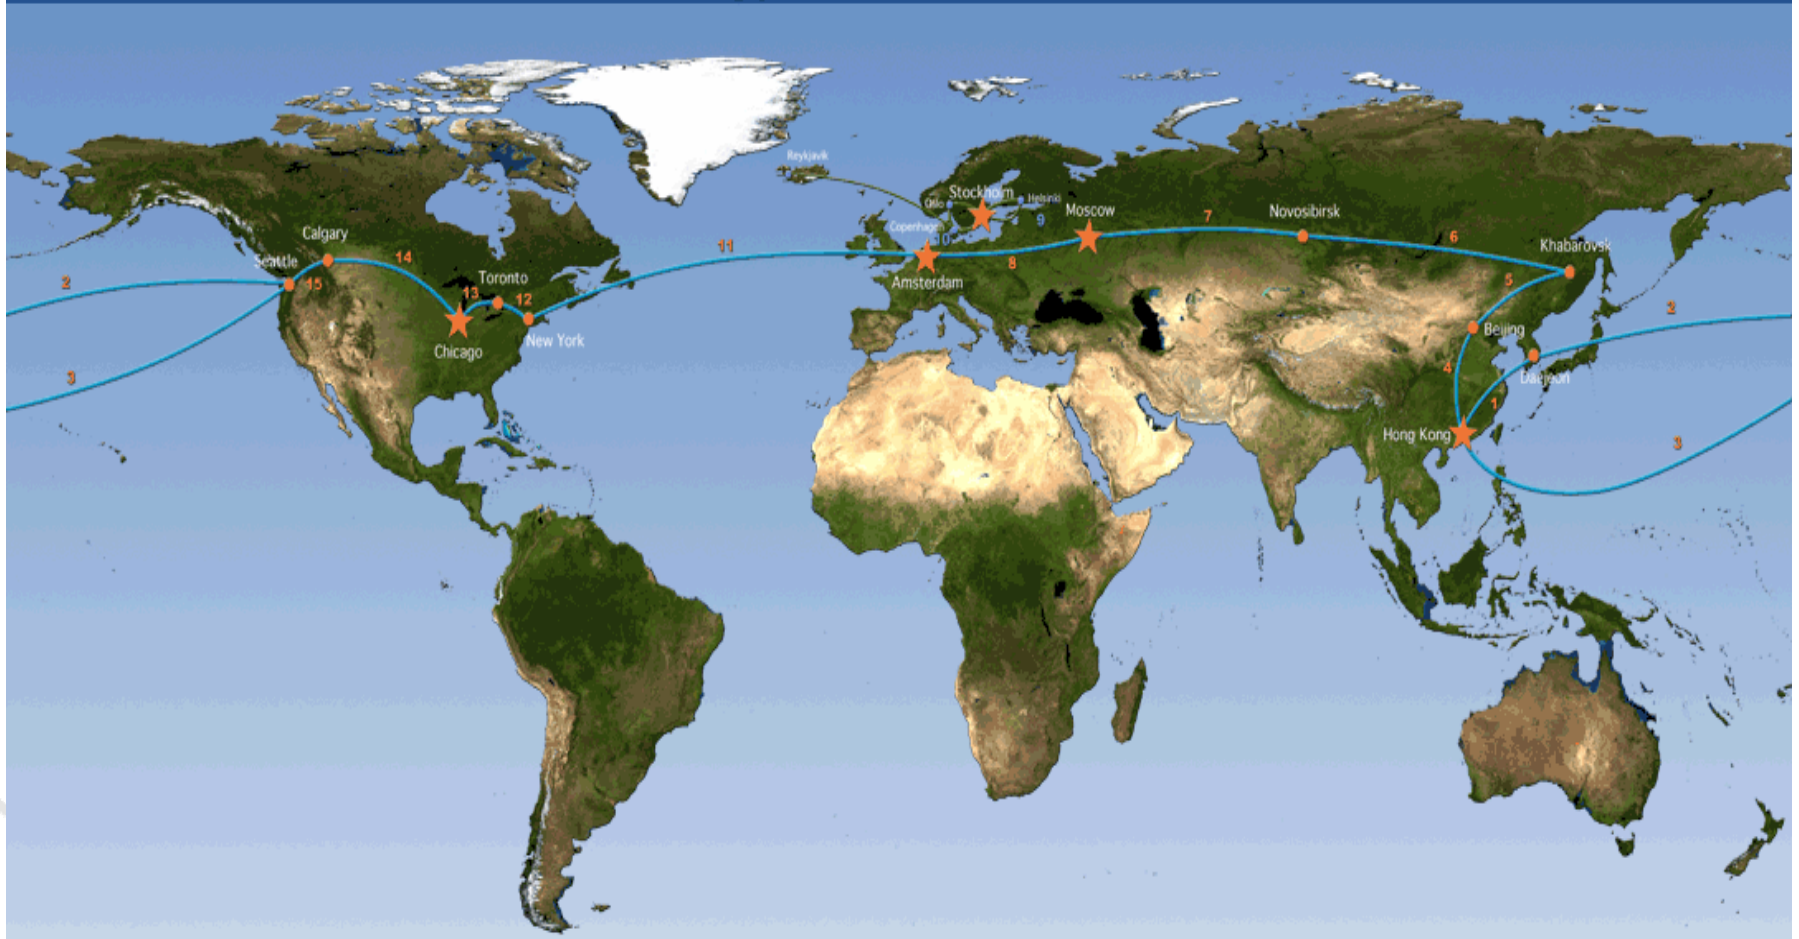 Reykjavik
Stockholm
Oslo
Helsinki
9
Copenhagen
10
Moscow
7
Novosibirsk
6
Khabarovsk
11
8
Amsterdam
5
Calgary
14
Seattle
15
2
Toronto
13
12
New York
Chicago
3
Beijing
2
4
Daejeon
1
Hong Kong
3